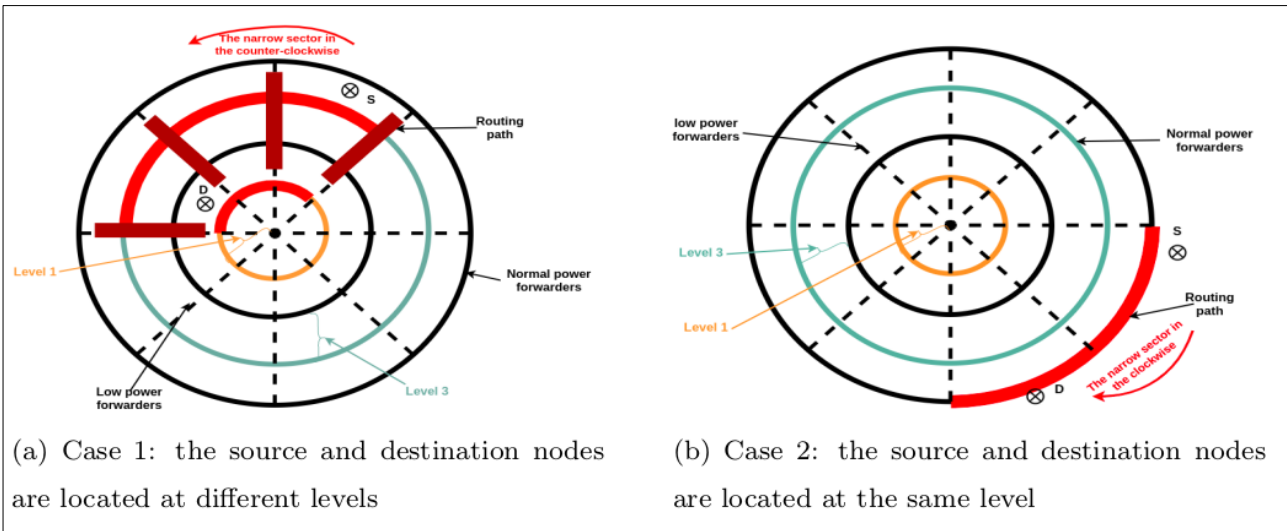 The narrow sector in
the counter-clockwise
S
Routing
path
D
Level 1
Normal power
forwarders
Low power
forwarders
Level 3
(a) Case 1: the source and destination nodes
are located at different levels
low power
forwarders
Normal power
forwarders
S
Level 3
Level 1
Routing
path
The narrow sector in
the clockwise
D
(b) Case 2: the source and destination nodes
are located at the same level